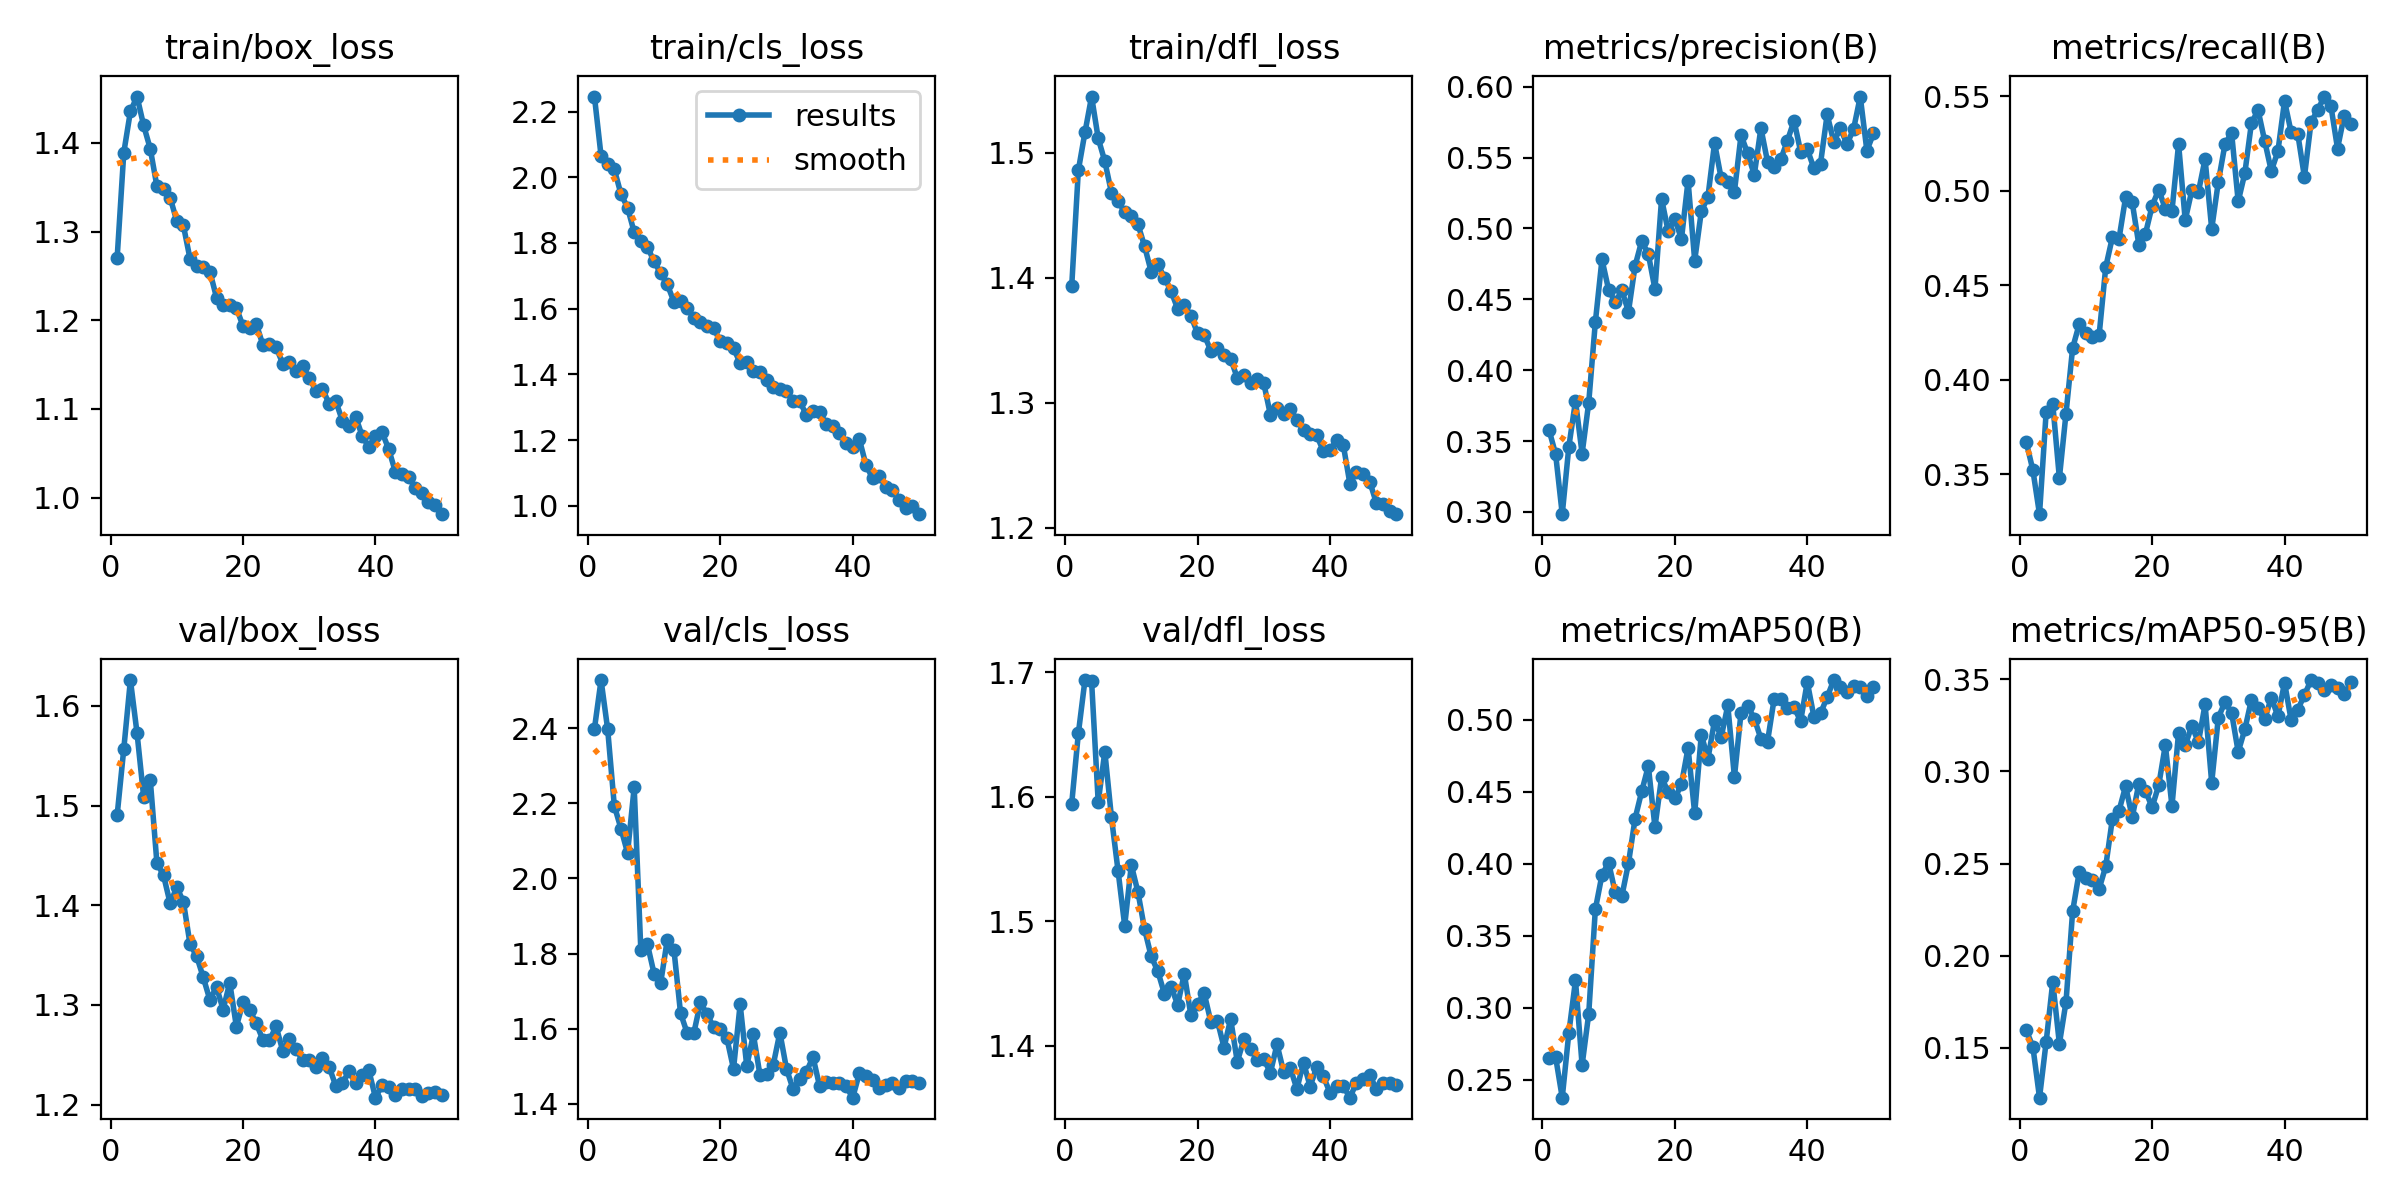 train/box_loss
1.4
1.3
1.2
1.1
1.0
0 20 40
train/cls_loss
results
smooth
2.2
2.0
1.8
1.6
1.4
1.2
1.0
0 20 40
train/dfl_loss
1.5
1.4
1.3
1.2
0 20 40
metrics/precision(B)
0.60
0.55
0.50
0.45
0.40
0.35
0.30
0 20 40
metrics/recall(B)
0.55
0.50
0.45
0.40
0.35
0 20 40
val/box_loss
1.6
1.5
1.4
1.3
1.2
0 20 40
val/cls_loss
2.4
2.2
2.0
1.8
1.6
1.4
0 20 40
val/dfl_loss
1.7
1.6
1.5
1.4
0 20 40
metrics/mAP50(B)
0.50
0.45
0.40
0.35
0.30
0.25
0 20 40
metrics/mAP50-95(B)
0.35
0.30
0.25
0.20
0.15
0 20 40